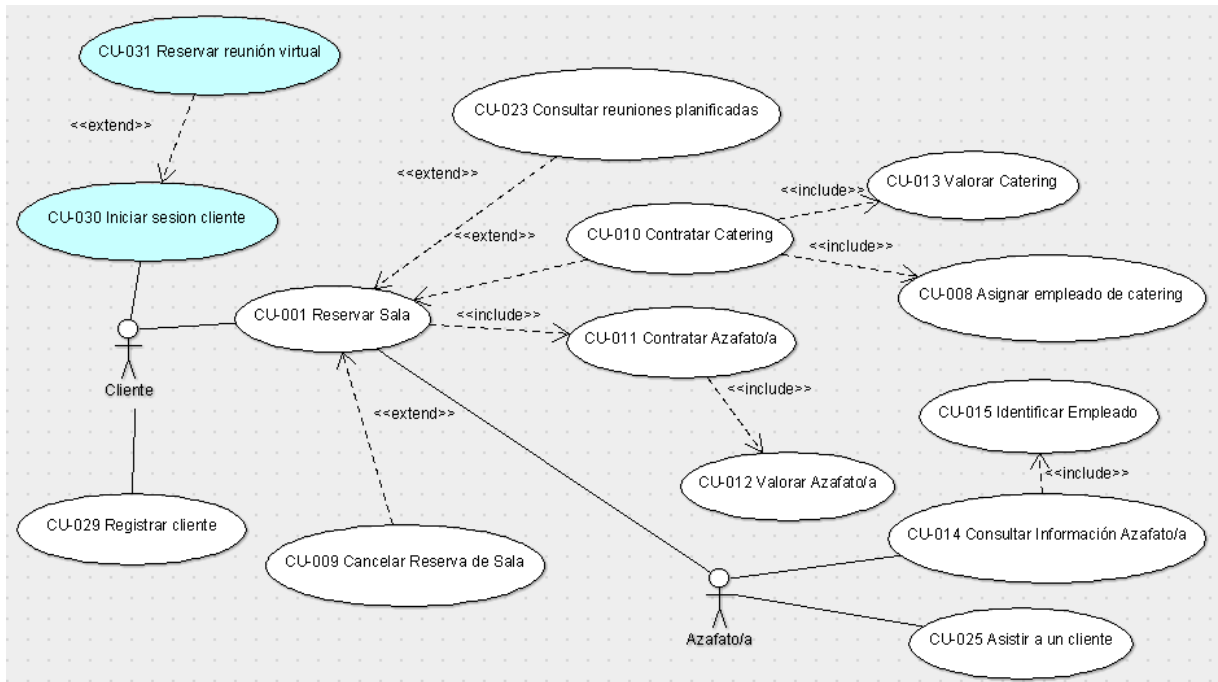 CU-031 Reservar reunión virtual
<<extend>>
CU-023 Consultar reuniones planificadas
<<extend>>
CU-013 Valorar Catering
<<include>>
CU-030 Iniciar sesion cliente
CU-010 Contratar Catering
<<extend>>
<<include>>
CU-008 Asignar empleado de catering
CU-001 Reservar Sala
<<include>>
CU-011 Contratar Azafato/a
Cliente
<<include>>
<<extend>>
CU-015 Identificar Empleado
<<include>>
CU-012 Valorar Azafato/a
CU-029 Registrar cliente
CU-014 Consultar Información Azafato/a
CU-009 Cancelar Reserva de Sala
Azafato/a
CU-025 Asistir a un cliente